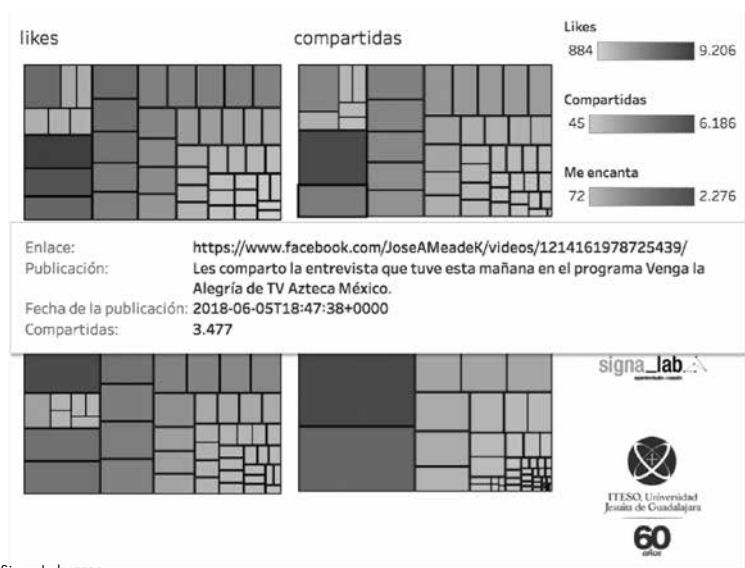 likes
compartidas
Likes
884 9.206
Compartidas
45 6.186
Me encanta
72 2.276
Enlace: https://www.facebook.com/JoseAMeadeK/videos/1214161978725439/
Publicación: Les comparto la entrevista que tuve esta mañana en el programa Venga la
Alegría de TV Azteca México.
Fecha de la publicación: 2018-06-05T18:47:38+0000
Compartidas: 3.477
signa_lab
ITESO, Universidad
Jesuita de Guadalajara
60
años